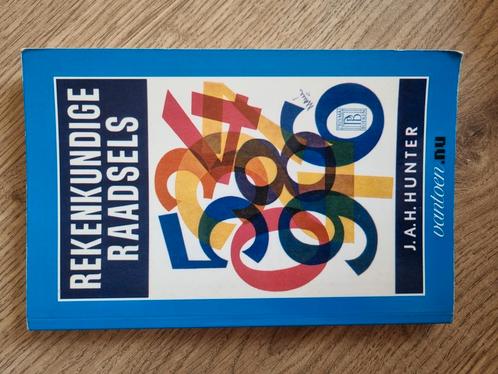 REKENKUNDIGE
RAADSELS
J.A.H. HUNTER
vantoen.nu